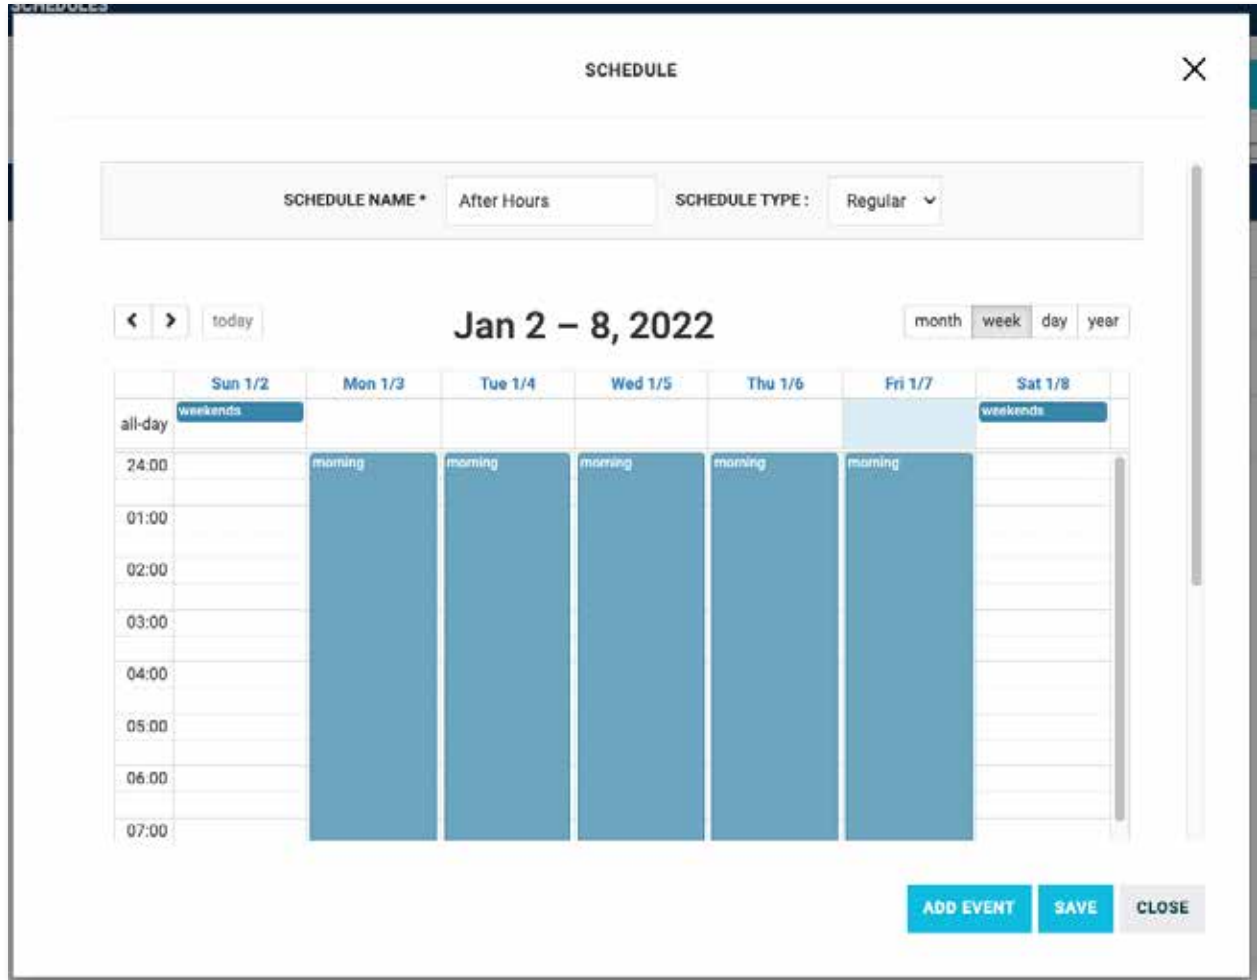 SCHEDULES
SCHEDULE
SCHEDULE NAME * After Hours SCHEDULE TYPE : Regular
today Jan 2 – 8, 2022 month week day year
Sun 1/2 Mon 1/3 Tue 1/4 Wed 1/5 Thu 1/6 Fri 1/7 Sat 1/8
all-day weekends weekends
24:00 morning morning morning morning morning
01:00
02:00
03:00
04:00
05:00
06:00
07:00
ADD EVENT SAVE CLOSE